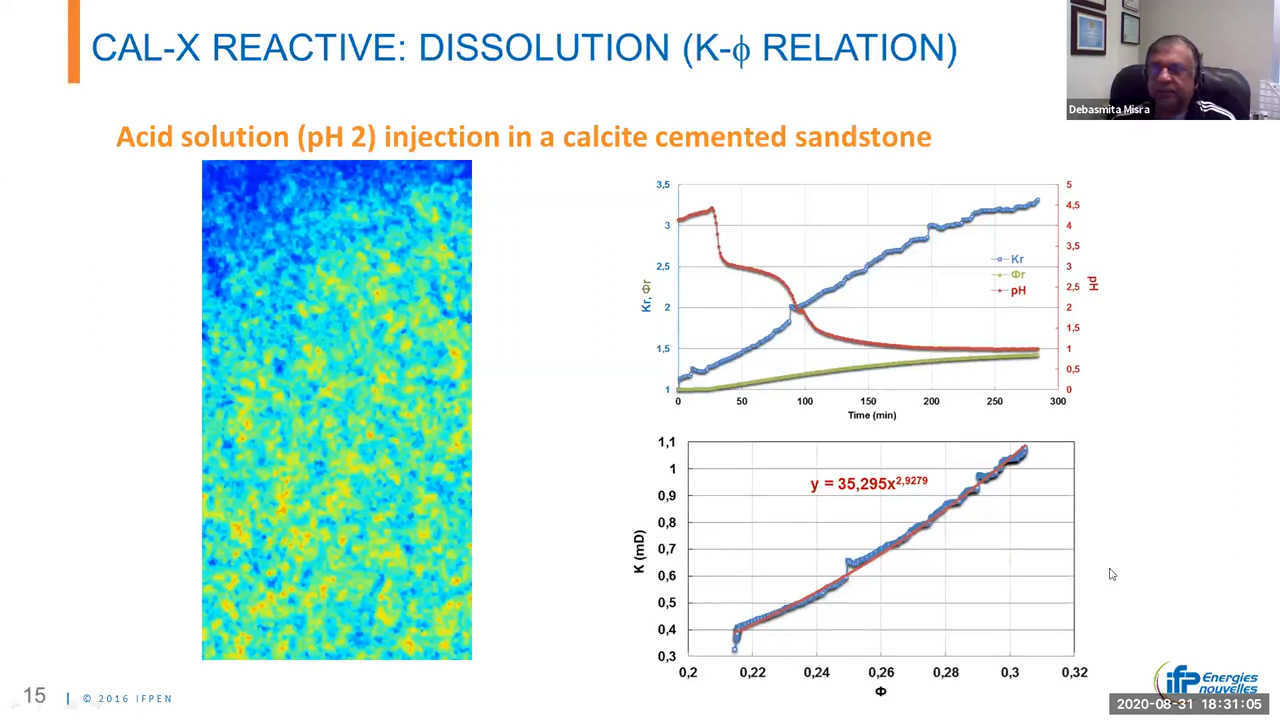 CAL-X REACTIVE: DISSOLUTION (K-ϕ RELATION)
Debasmita Misra
Acid solution (pH 2) injection in a calcite cemented sandstone
3,5
3
2,5
2
1,5
1
Kr, Φr
5
4,5
4
3,5
3
2,5
2
1,5
1
0,5
0
pH
Kr
Φr
pH
0 50 100 150 200 250 300
Time (min)
1,1
1
0,9
0,8
0,7
0,6
0,5
0,4
0,3
K (mD)
y = 35,295x2,9279
0,2 0,22 0,24 0,26 0,28 0,3 0,32
Φ
15 | © 2016 IFPEN
ifp Energies
nouvelles
2020-08-31 18:31:05